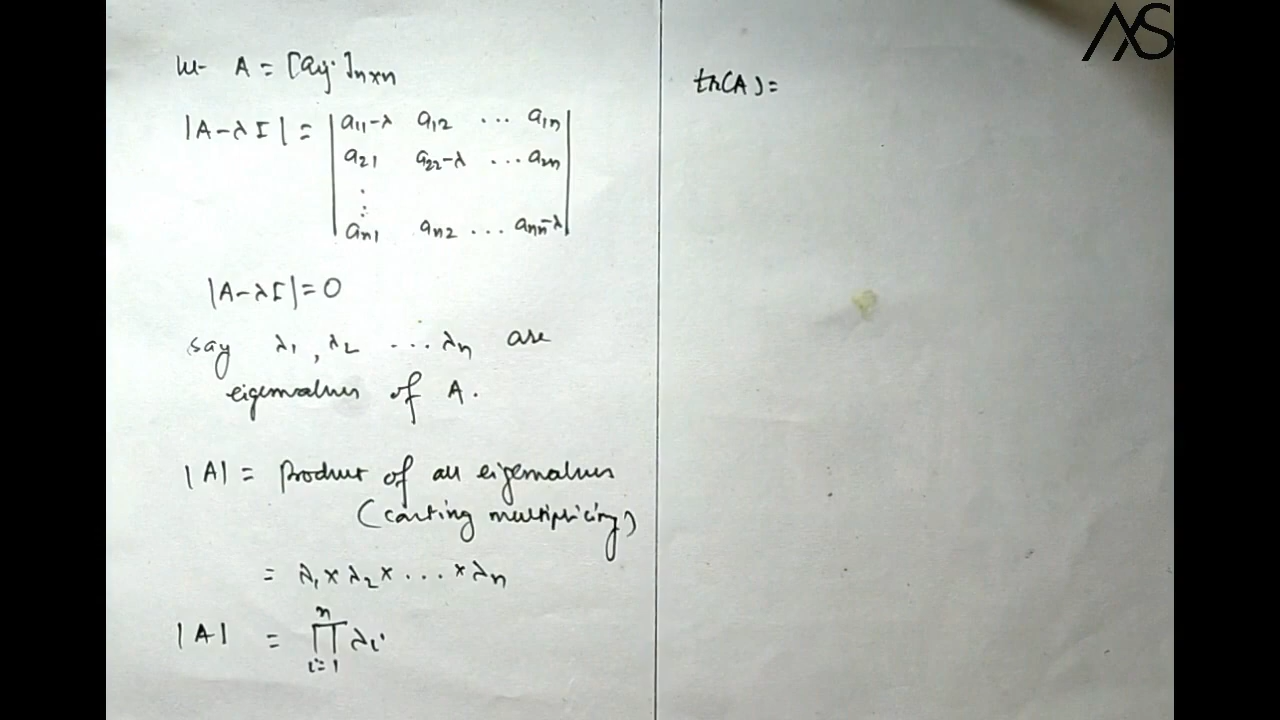 let A = [aij]n×n
|A-λI| = | a11-λ a12 ... a1n |
a21 a22-λ ... a2n
⋮
an1 an2 ... ann-λ
|A-λI| = 0
say λ1, λ2 ... λn are
eigenvalues of A.
|A| = Product of all eigenvalues
(counting multiplicity)
= λ1 × λ2 × ... × λn
|A| = ∏ i=1 n λi
tr(A) =
NS